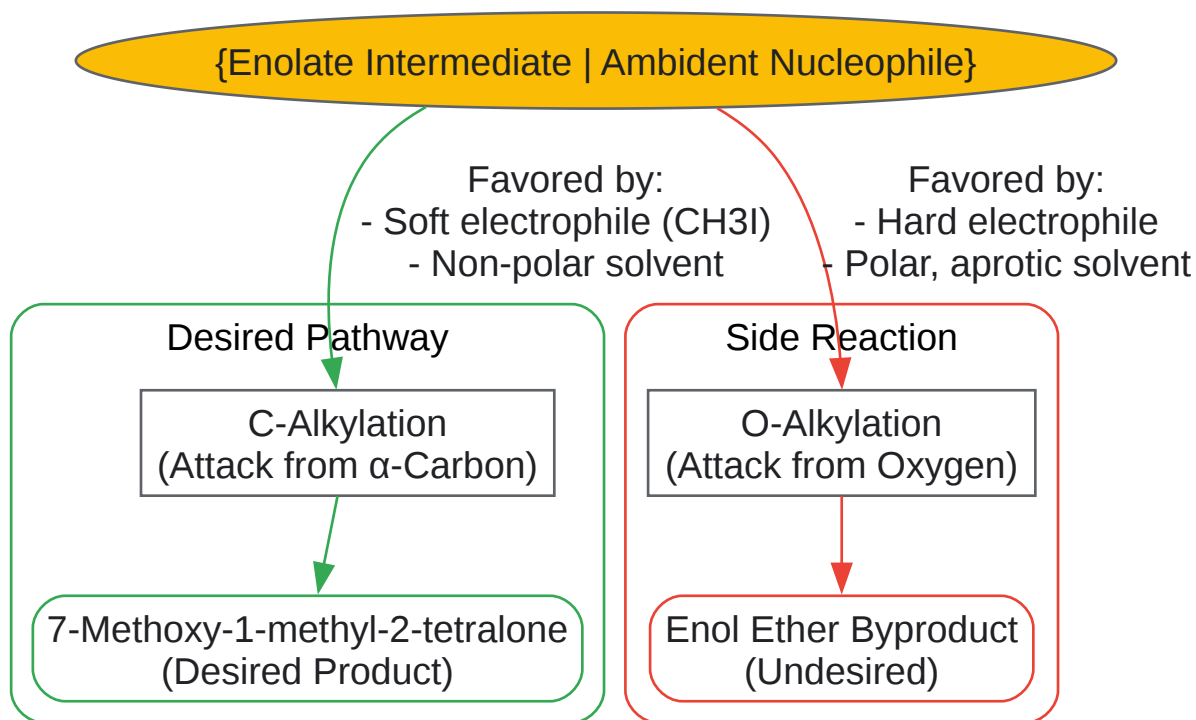 {Enolate Intermediate | Ambident Nucleophile}
Favored by:
- Soft electrophile (CH3I)
- Non-polar solvent
Favored by:
- Hard electrophile
- Polar, aprotic solvent
Desired Pathway
C-Alkylation
(Attack from α-Carbon)
7-Methoxy-1-methyl-2-tetralone
(Desired Product)
Side Reaction
O-Alkylation
(Attack from Oxygen)
Enol Ether Byproduct
(Undesired)